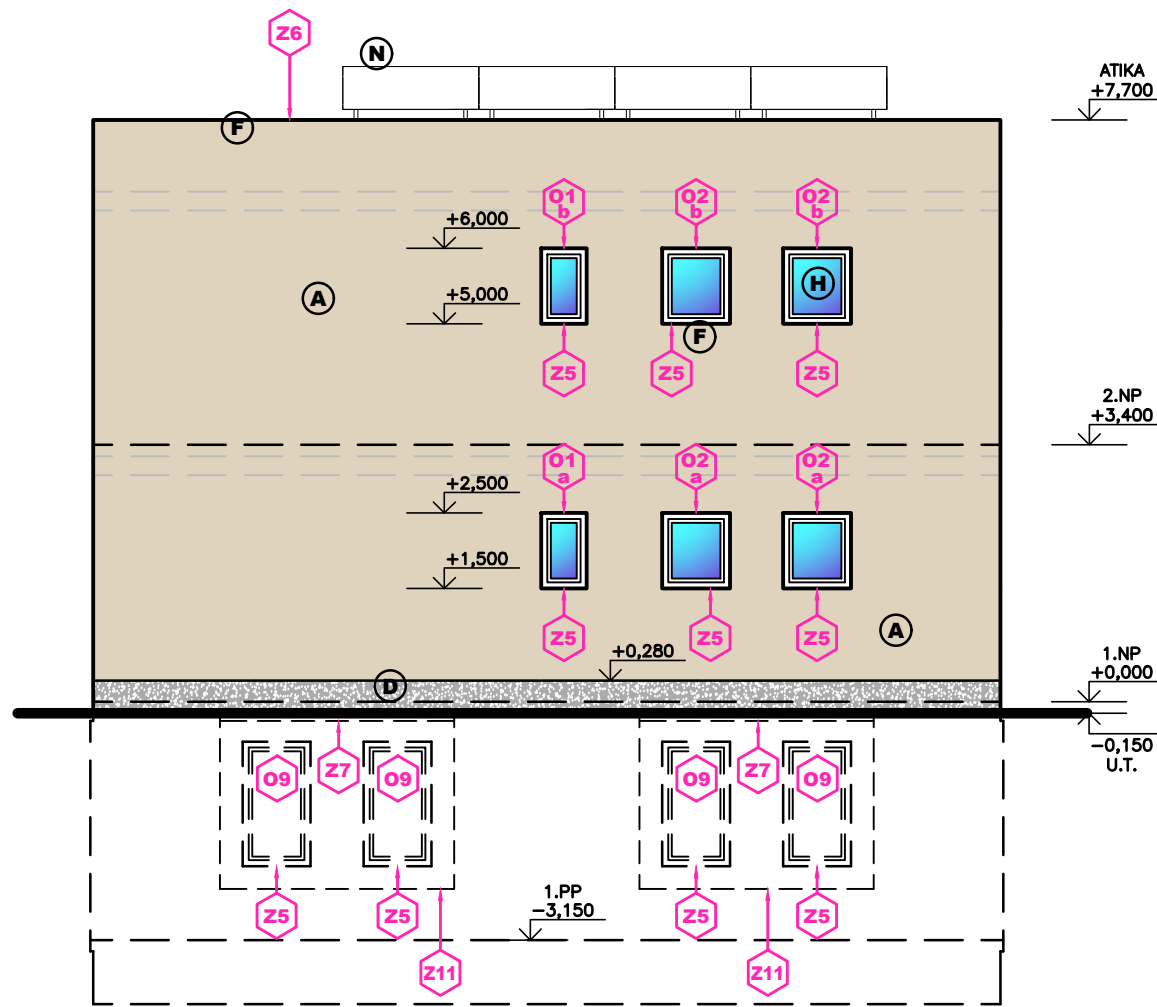 Z6
N
ATIKA
+7,700
F
O1
b
O2
b
O2
b
+6,000
A
H
+5,000
F
Z5
Z5
Z5
2.NP
+3,400
O1
a
O2
a
O2
a
+2,500
+1,500
A
Z5
Z5
Z5
+0,280
1.NP
+0,000
D
-0,150
U.T.
Z7
Z7
O9
O9
O9
O9
1.PP
-3,150
Z5
Z5
Z5
Z5
Z11
Z11